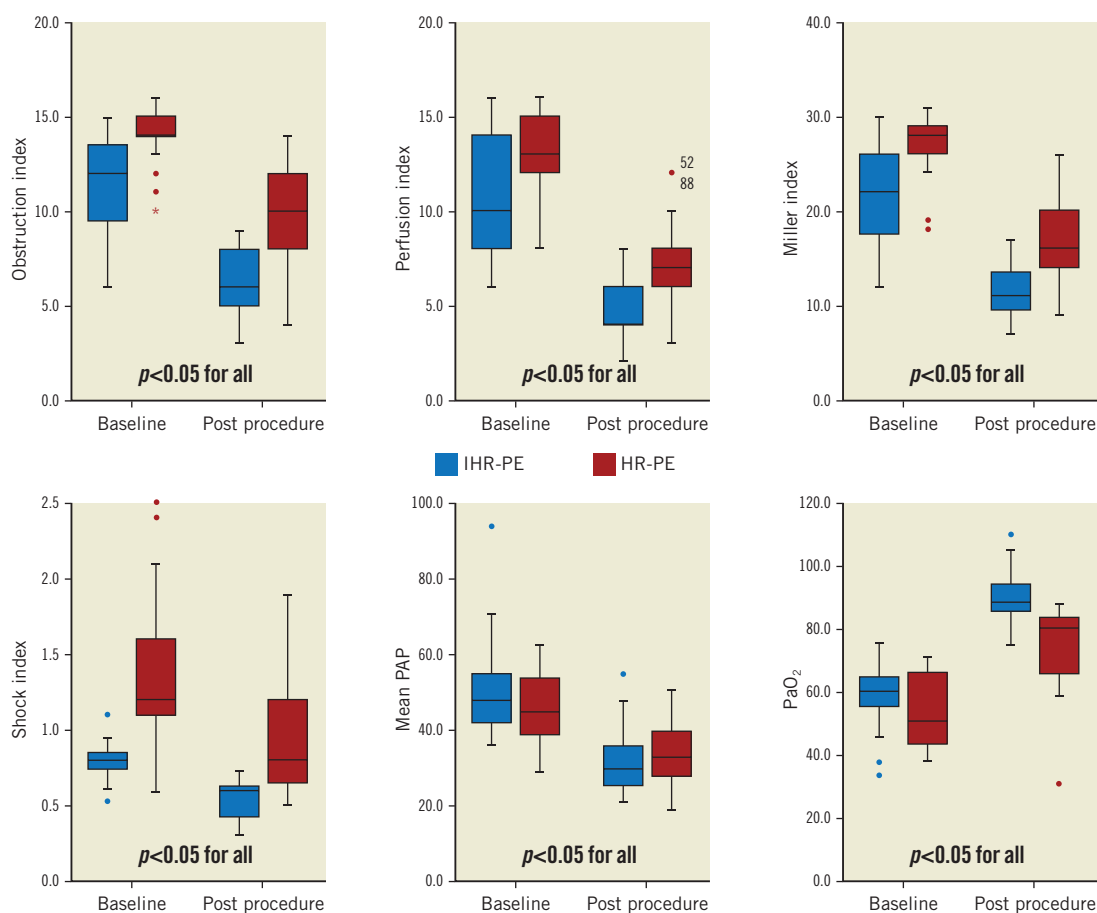 Obstruction index
20.0
15.0
10.0
5.0
0.0
p<0.05 for all
Baseline
Post procedure
Perfusion index
20.0
15.0
10.0
5.0
0.0
52
88
p<0.05 for all
Baseline
Post procedure
Miller index
40.0
30.0
20.0
10.0
0.0
p<0.05 for all
Baseline
Post procedure
IHR-PE
HR-PE
Shock index
2.5
2.0
1.5
1.0
0.5
0.0
p<0.05 for all
Baseline
Post procedure
Mean PAP
100.0
80.0
60.0
40.0
20.0
0.0
p<0.05 for all
Baseline
Post procedure
PaO₂
120.0
100.0
80.0
60.0
40.0
20.0
0.0
p<0.05 for all
Baseline
Post procedure